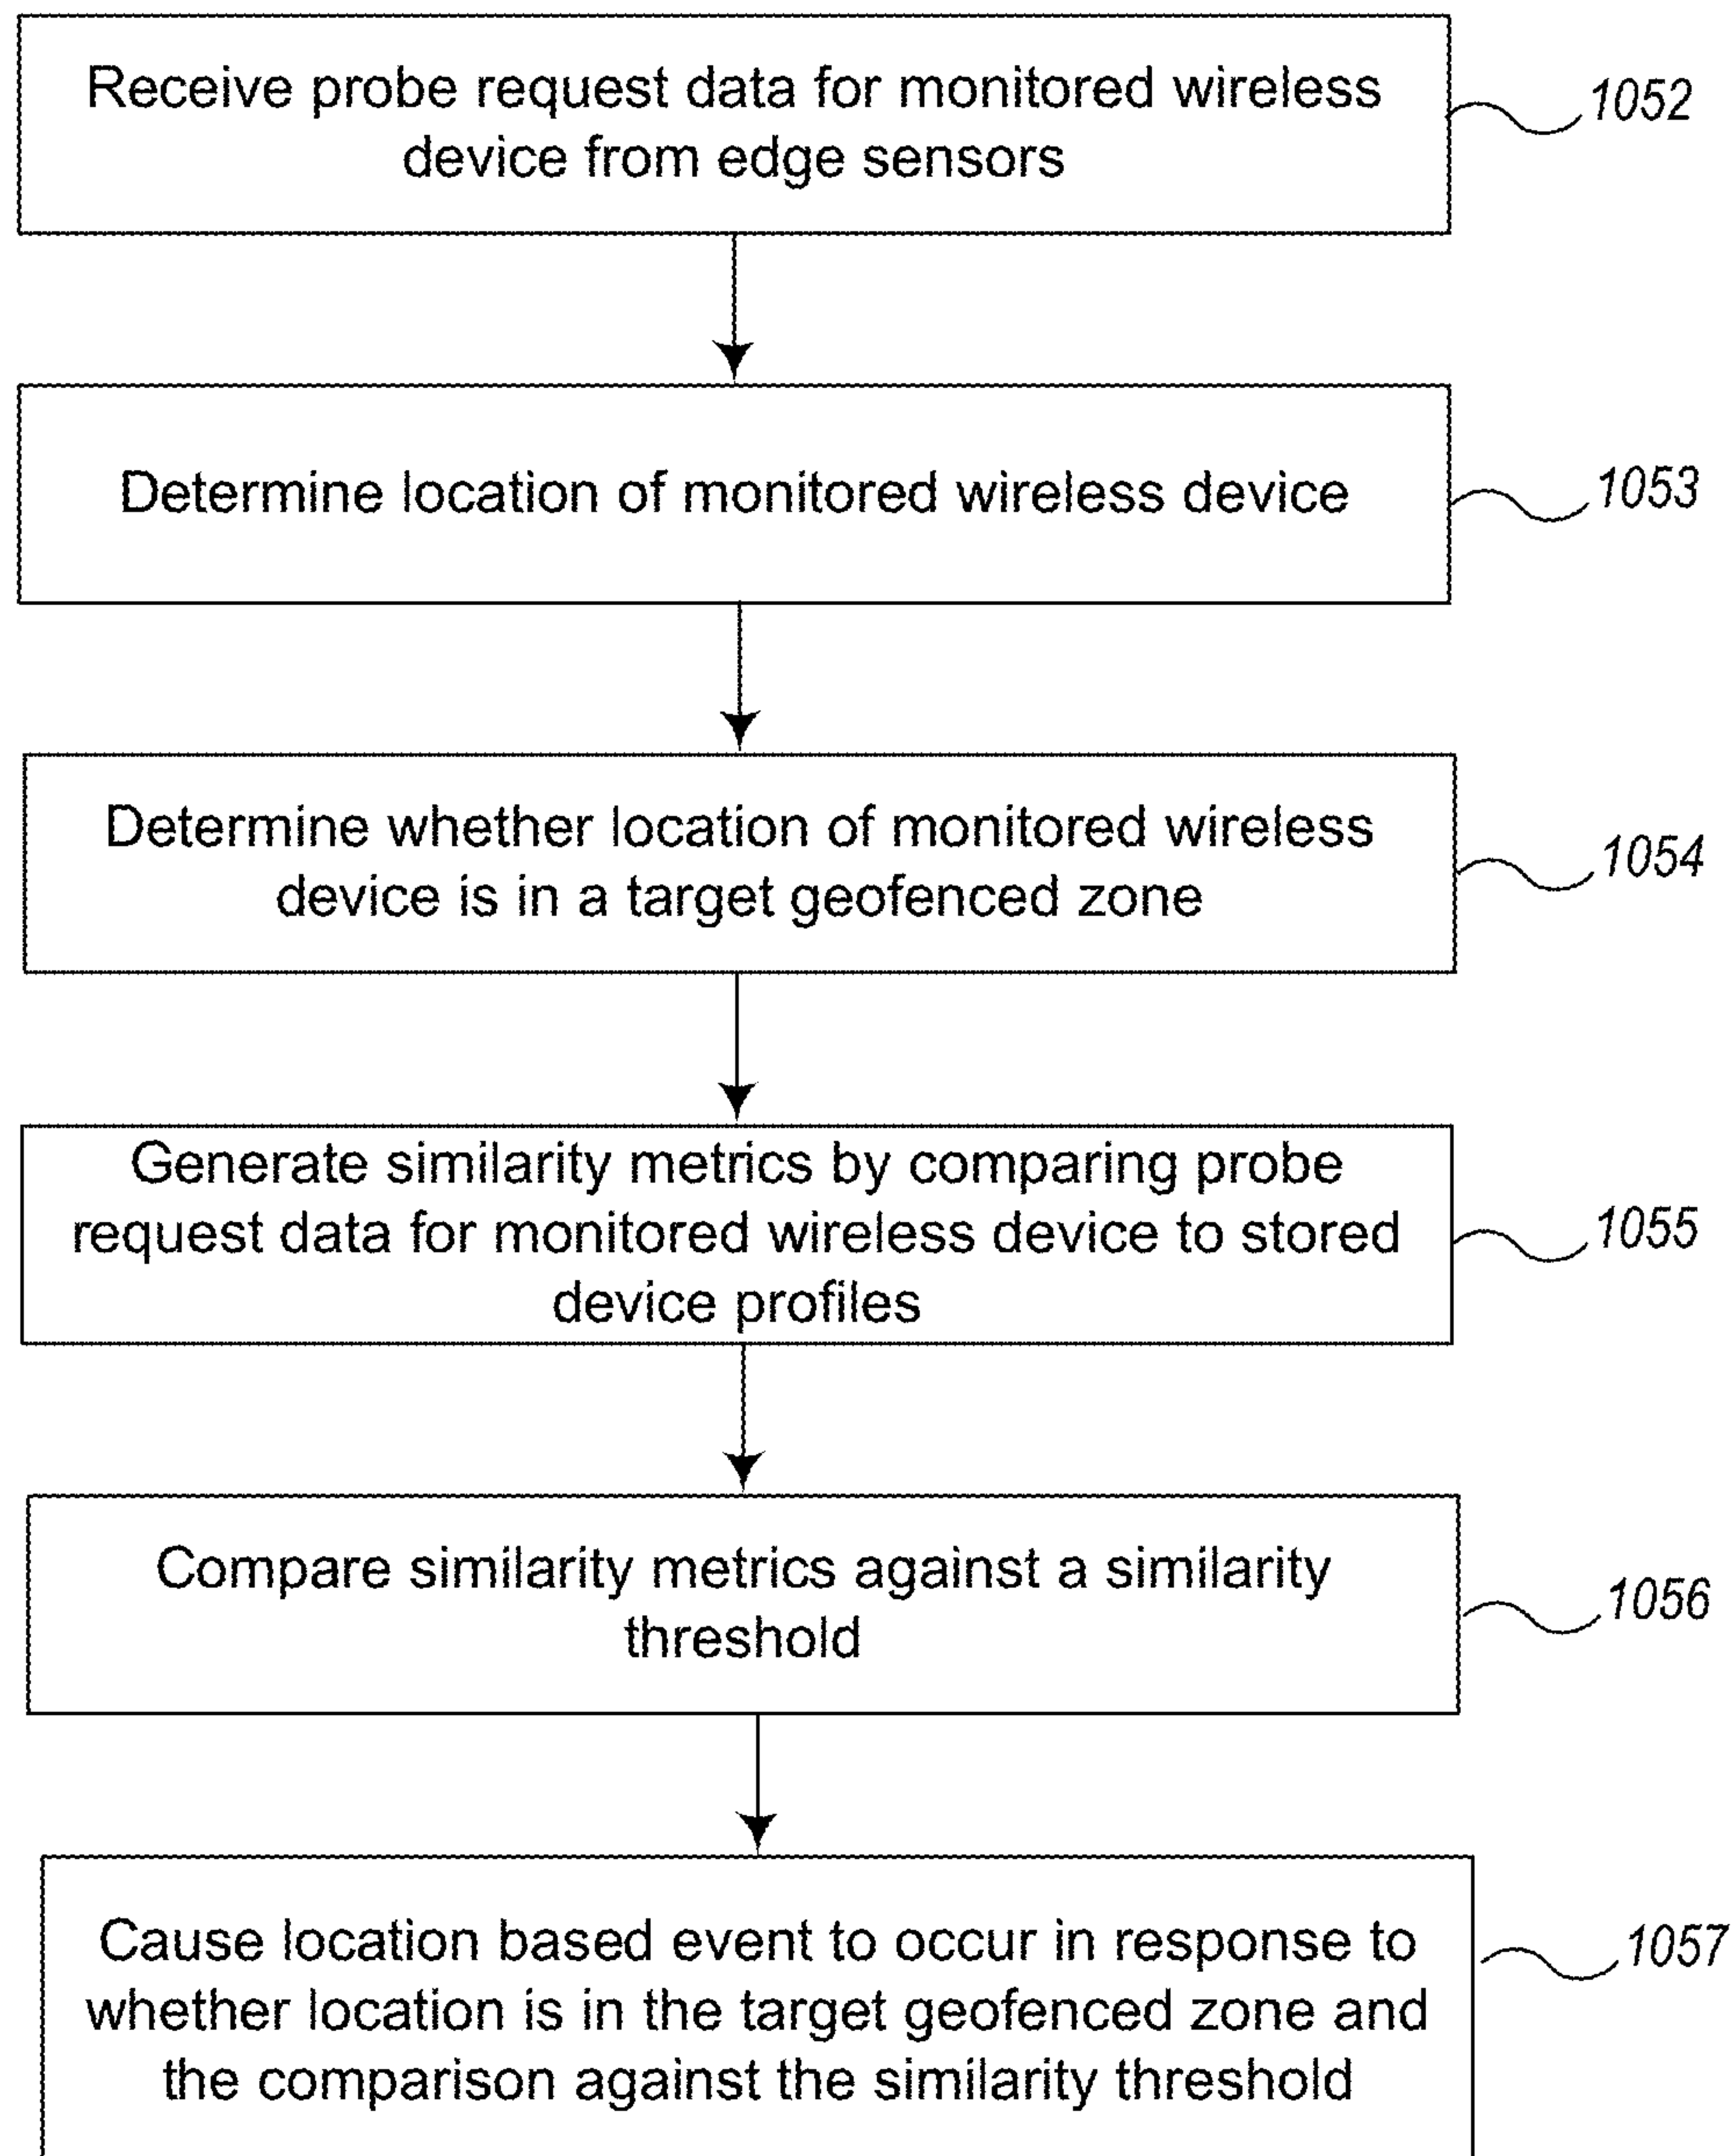 Receive probe request data for monitored wireless
device from edge sensors
1052
Determine location of monitored wireless device
1053
Determine whether location of monitored wireless
device is in a target geofenced zone
1054
Generate similarity metrics by comparing probe
request data for monitored wireless device to stored
device profiles
1055
Compare similarity metrics against a similarity
threshold
1056
Cause location based event to occur in response to
whether location is in the target geofenced zone and
the comparison against the similarity threshold
1057